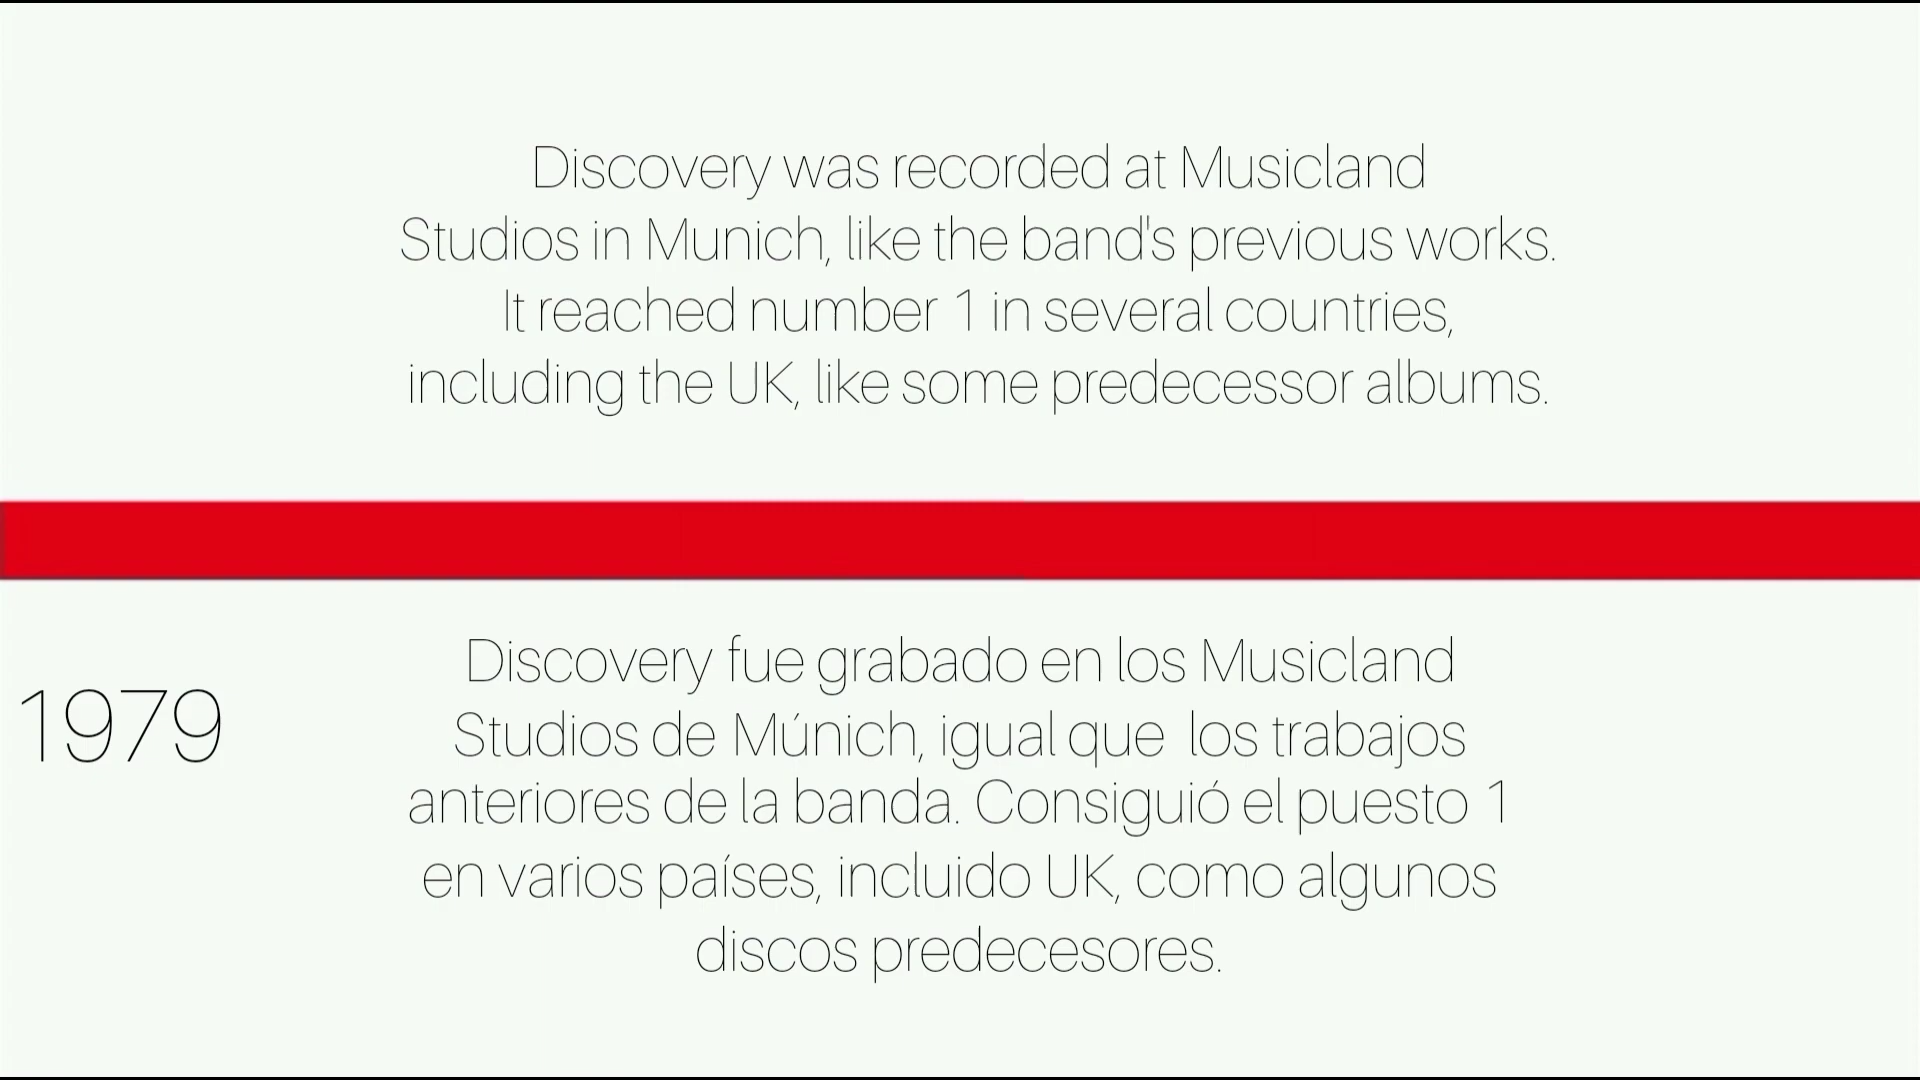 Discovery was recorded at Musicland
Studios in Munich, like the band's previous works.
It reached number 1 in several countries,
including the UK, like some predecessor albums.
1979
Discovery fue grabado en los Musicland
Studios de Múnich, igual que los trabajos
anteriores de la banda. Consiguió el puesto 1
en varios países, incluido UK, como algunos
discos predecesores.